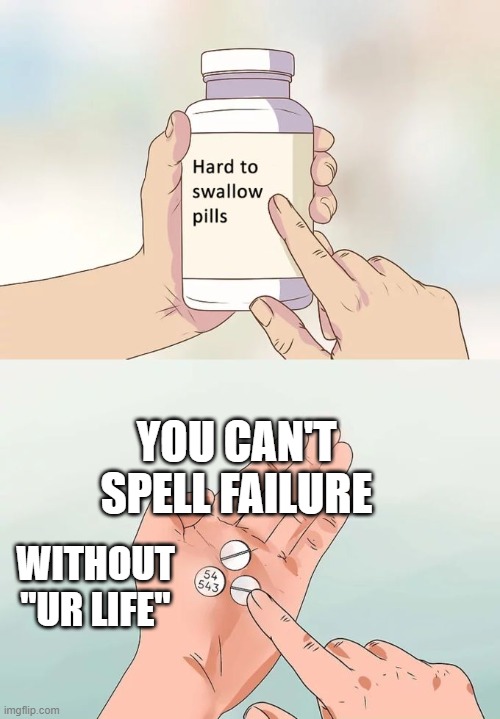 Hard to
swallow
pills
YOU CAN'T
SPELL FAILURE
WITHOUT
"UR LIFE"
54
543
imgflip.com